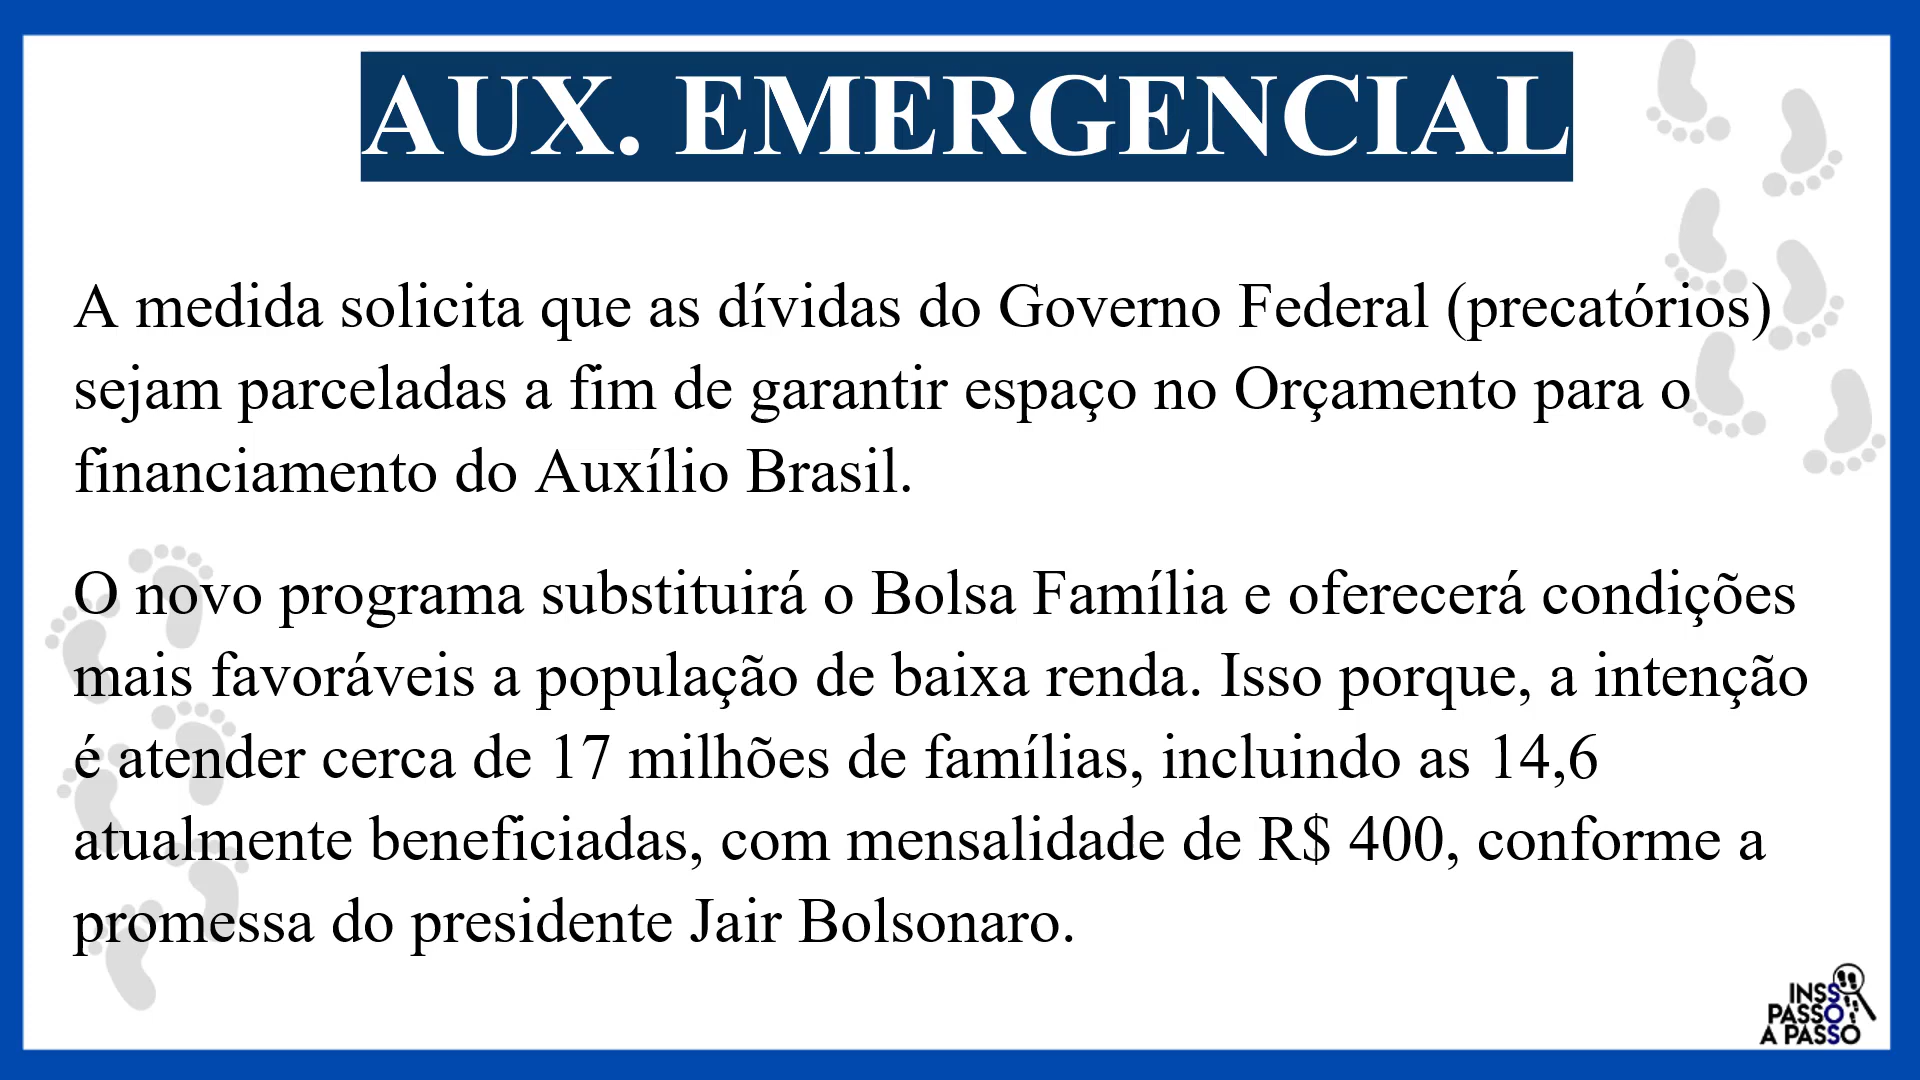 AUX. EMERGENCIAL
A medida solicita que as dívidas do Governo Federal (precatórios)
sejam parceladas a fim de garantir espaço no Orçamento para o
financiamento do Auxílio Brasil.
O novo programa substituirá o Bolsa Família e oferecerá condições
mais favoráveis a população de baixa renda. Isso porque, a intenção
é atender cerca de 17 milhões de famílias, incluindo as 14,6
atualmente beneficiadas, com mensalidade de R$ 400, conforme a
promessa do presidente Jair Bolsonaro.
INSS
PASSO
A PASSO